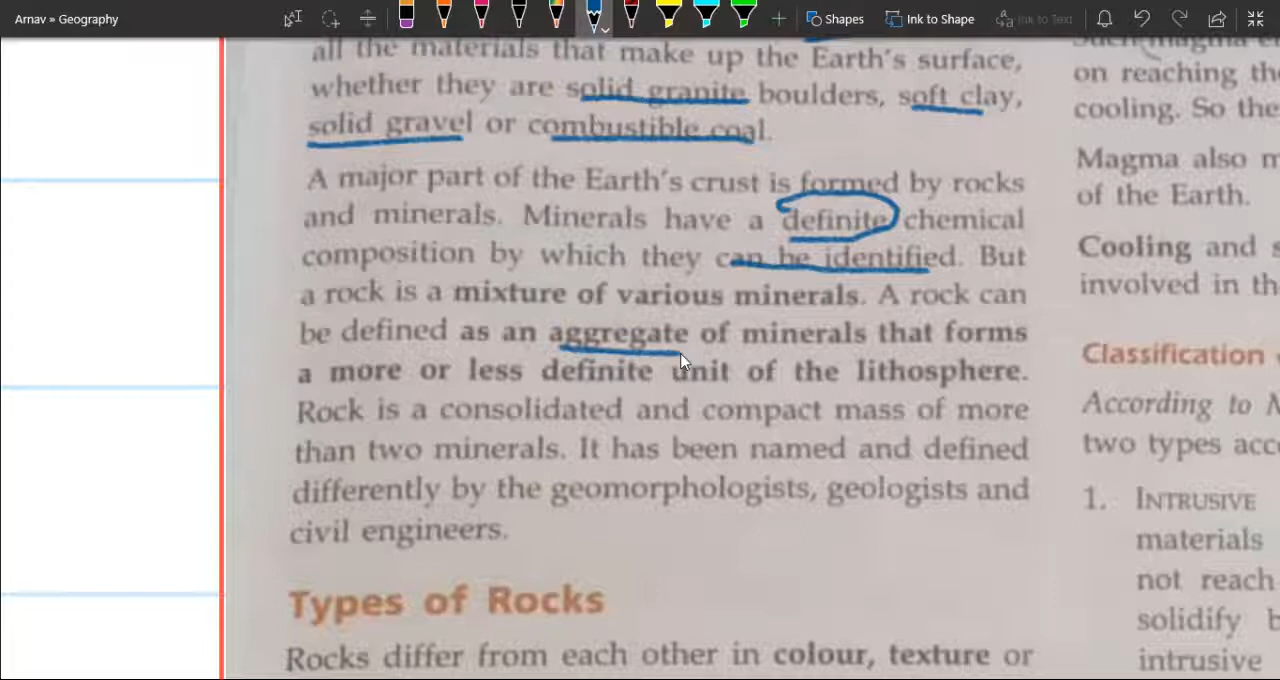 Arnav » Geography
Shapes
Ink to Shape
Ink to Text
all the materials that make up the Earth's surface,
whether they are solid granite boulders, soft clay,
solid gravel or combustible coal.
A major part of the Earth's crust is formed by rocks
and minerals. Minerals have a definite chemical
composition by which they can be identified. But
a rock is a mixture of various minerals. A rock can
be defined as an aggregate of minerals that forms
a more or less definite unit of the lithosphere.
Rock is a consolidated and compact mass of more
than two minerals. It has been named and defined
differently by the geomorphologists, geologists and
civil engineers.
Types of Rocks
Rocks differ from each other in colour, texture or
on reaching the
cooling. So the
Magma also m
of the Earth.
Cooling and s
involved in th
Classification
According to
two types acc
1. INTRUSIVE
materials
not reach
solidify b
intrusive